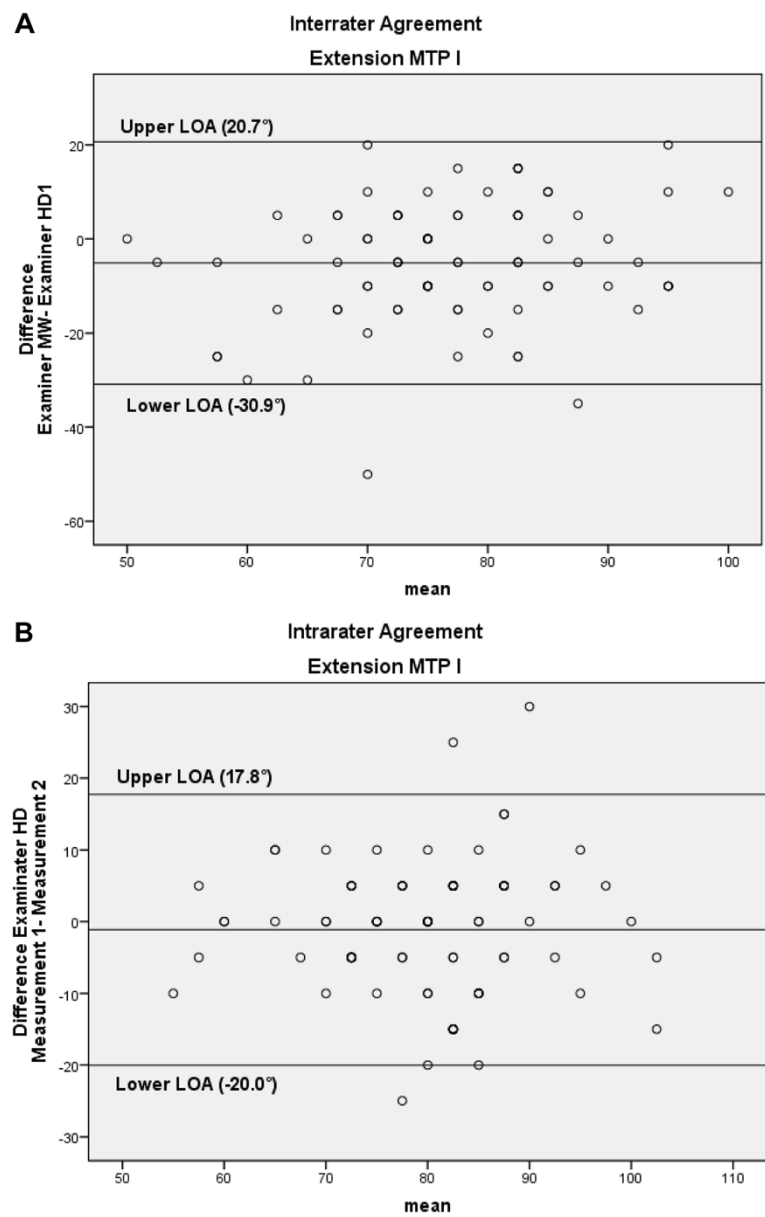 A
Interrater Agreement
Extension MTP I
Upper LOA (20.7°)
Lower LOA (-30.9°)
Difference
Examiner MW- Examiner HD1
20
0
-20
-40
-60
50 60 70 80 90 100
mean
B
Intrarater Agreement
Extension MTP I
Upper LOA (17.8°)
Lower LOA (-20.0°)
Difference Examinater HD
Measurement 1- Measurement 2
30
20
10
0
-10
-20
-30
50 60 70 80 90 100 110
mean